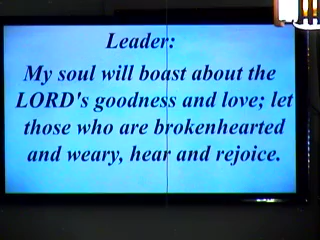 Leader:
My soul will boast about the
LORD's goodness and love; let
those who are brokenhearted
and weary, hear and rejoice.